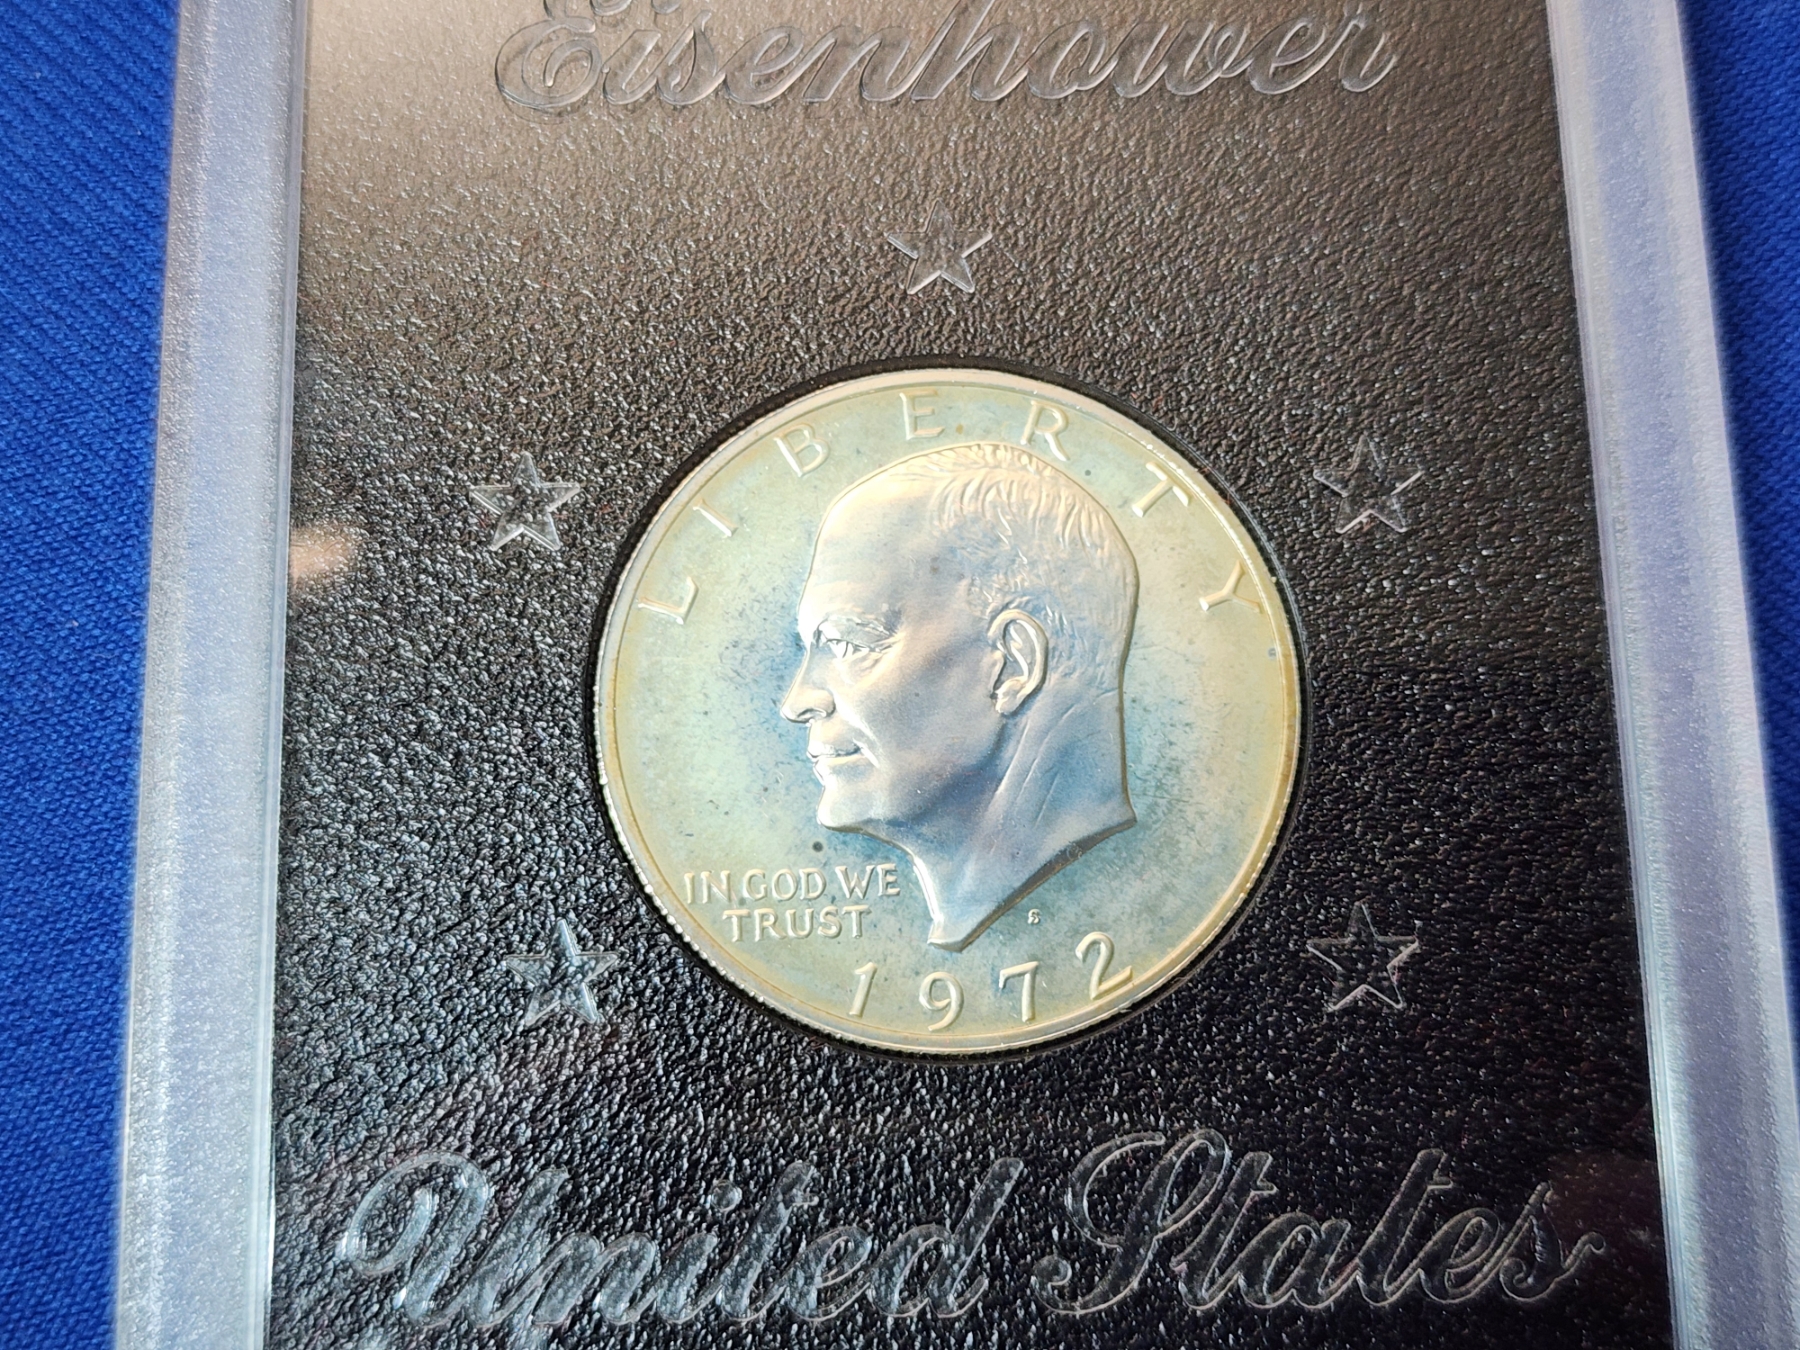 Eisenhower
LIBERTY
IN GOD WE
TRUST
S
1972
United States